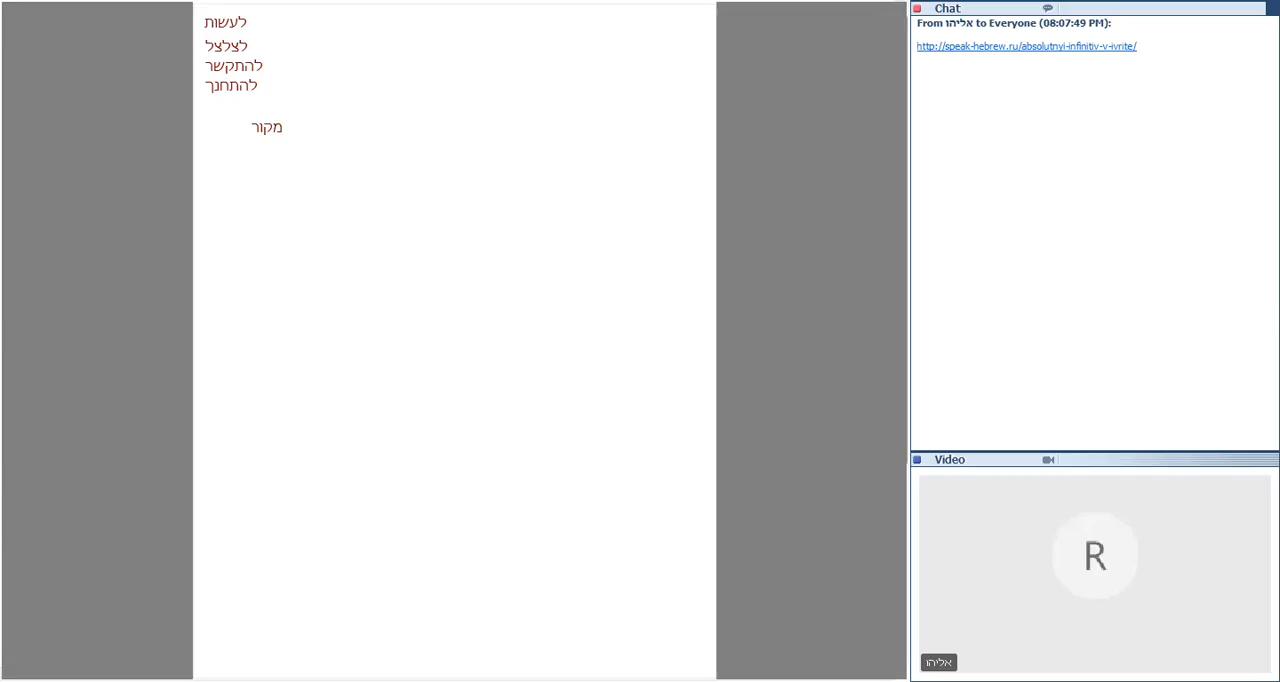 לעשות
לצלצל
להתקשר
להתחנך
מקור
Chat
From אליהו to Everyone (08:07:49 PM):
http://speak-hebrew.ru/absolutnyi-infinitiv-v-ivrite/
Video
R
אליהו